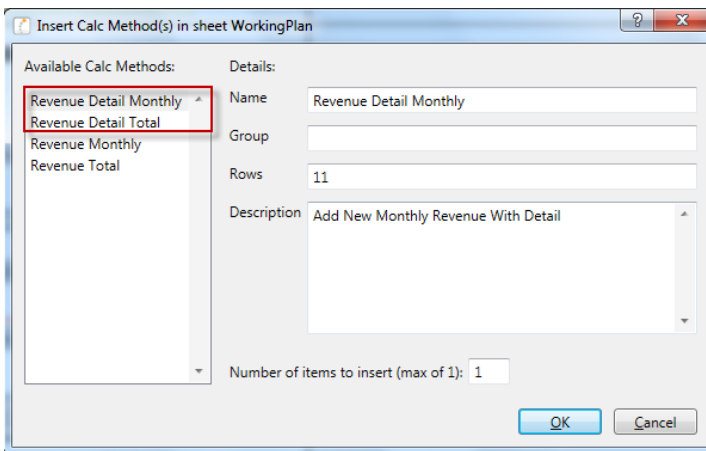 Insert Calc Method(s) in sheet WorkingPlan
Available Calc Methods:
Revenue Detail Monthly
Revenue Detail Total
Revenue Monthly
Revenue Total
Details:
Name Revenue Detail Monthly
Group
Rows 11
Description Add New Monthly Revenue With Detail
Number of items to insert (max of 1): 1
OK Cancel